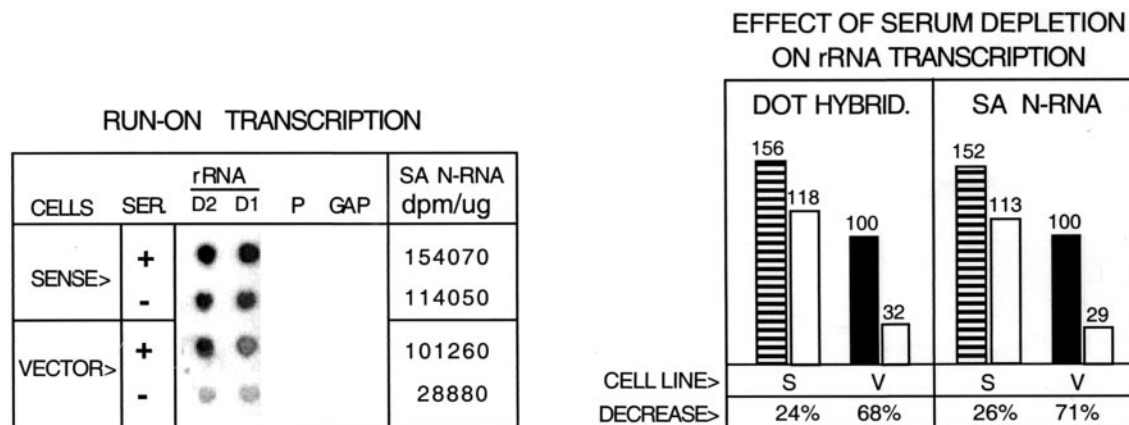 RUN-ON TRANSCRIPTION
rRNA SA N-RNA
CELLS SER. D2 D1 P GAP dpm/ug
+ 154070
SENSE>
- 114050
+ 101260
VECTOR>
- 28880
EFFECT OF SERUM DEPLETION
ON rRNA TRANSCRIPTION
DOT HYBRID. SA N-RNA
156 118 100 32 152 113 100 29
CELL LINE> S V S V
DECREASE> 24% 68% 26% 71%